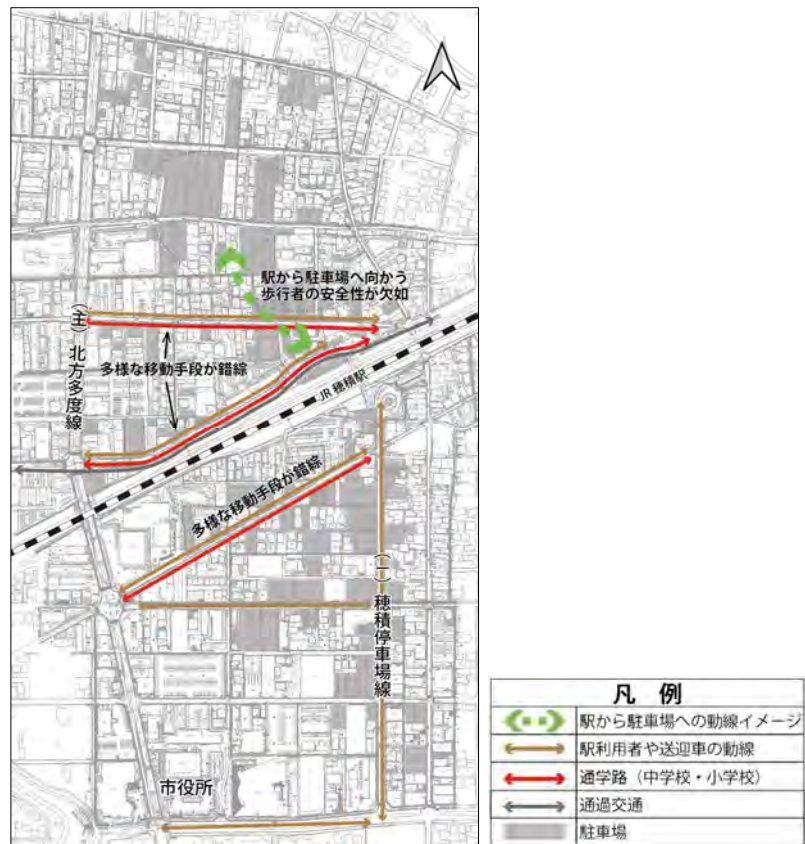 駅から駐車場へ向かう
歩行者の安全性が欠如
(主)北方多度線
多様な移動手段が錯綜
JR 穂積駅
多様な移動手段が錯綜
(一)穂積停車場線
市役所
凡 例
駅から駐車場への動線イメージ
駅利用者や送迎車の動線
通学路（中学校・小学校）
通過交通
駐車場